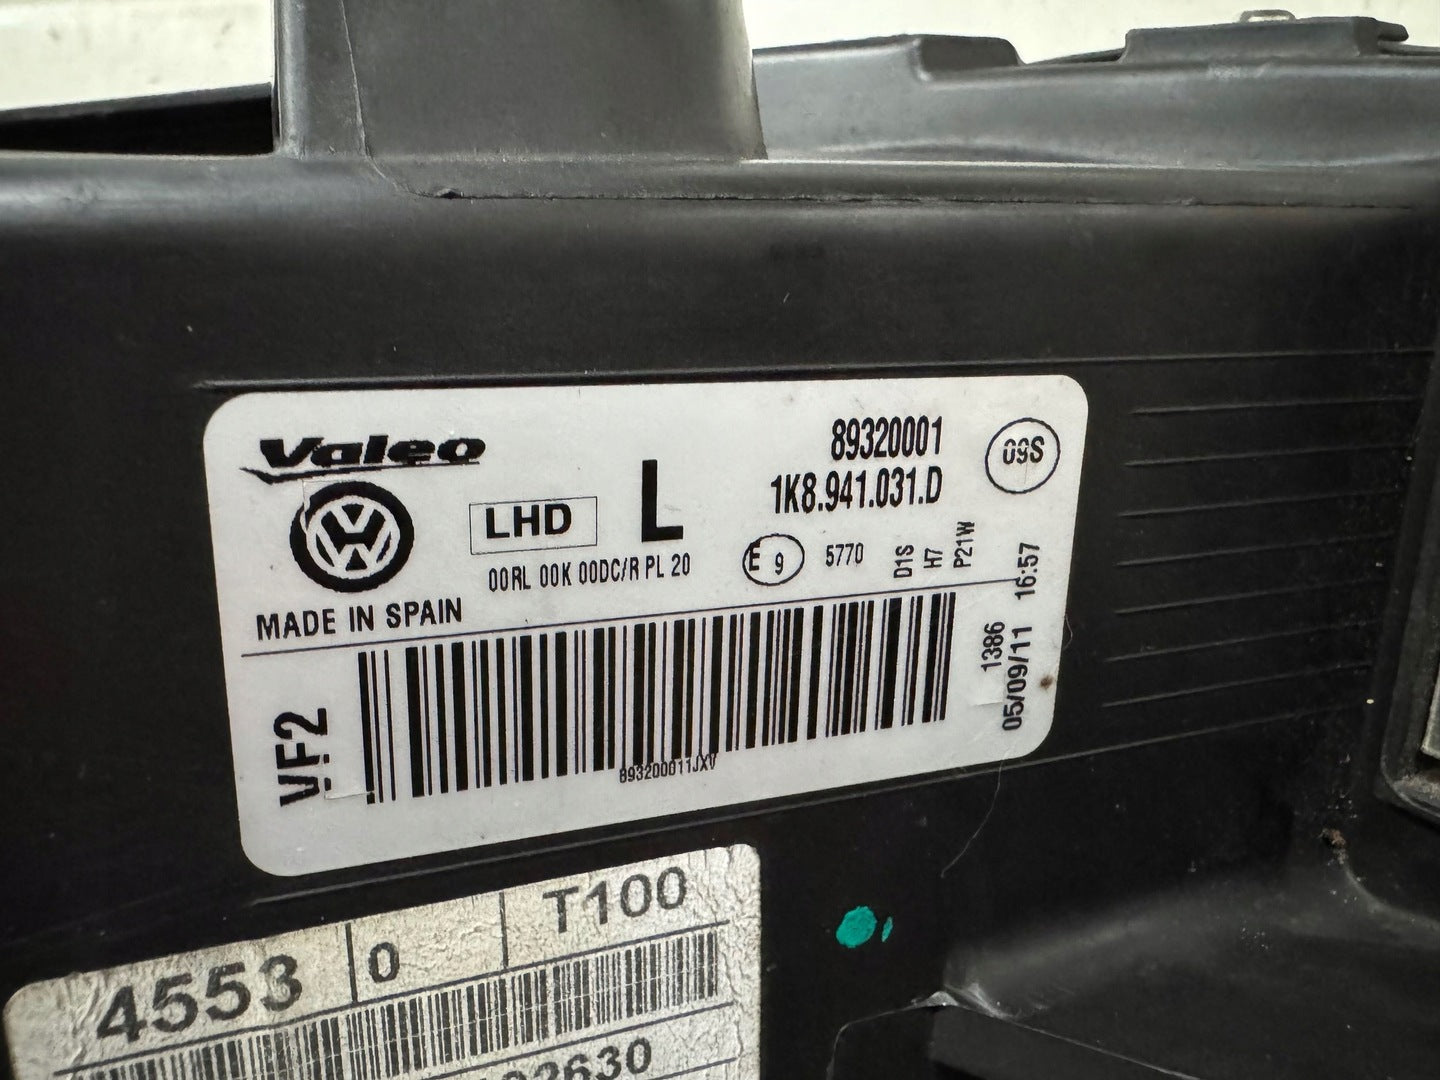 Valeo
89320001
09S
1K8.941.031.D
LHD
L
00RL 00K 00DC/R PL 20
E 9
5770
D1S
H7
P21W
MADE IN SPAIN
VF2
893200011JXV
1386
05/09/11 16:57
4553
0
T100